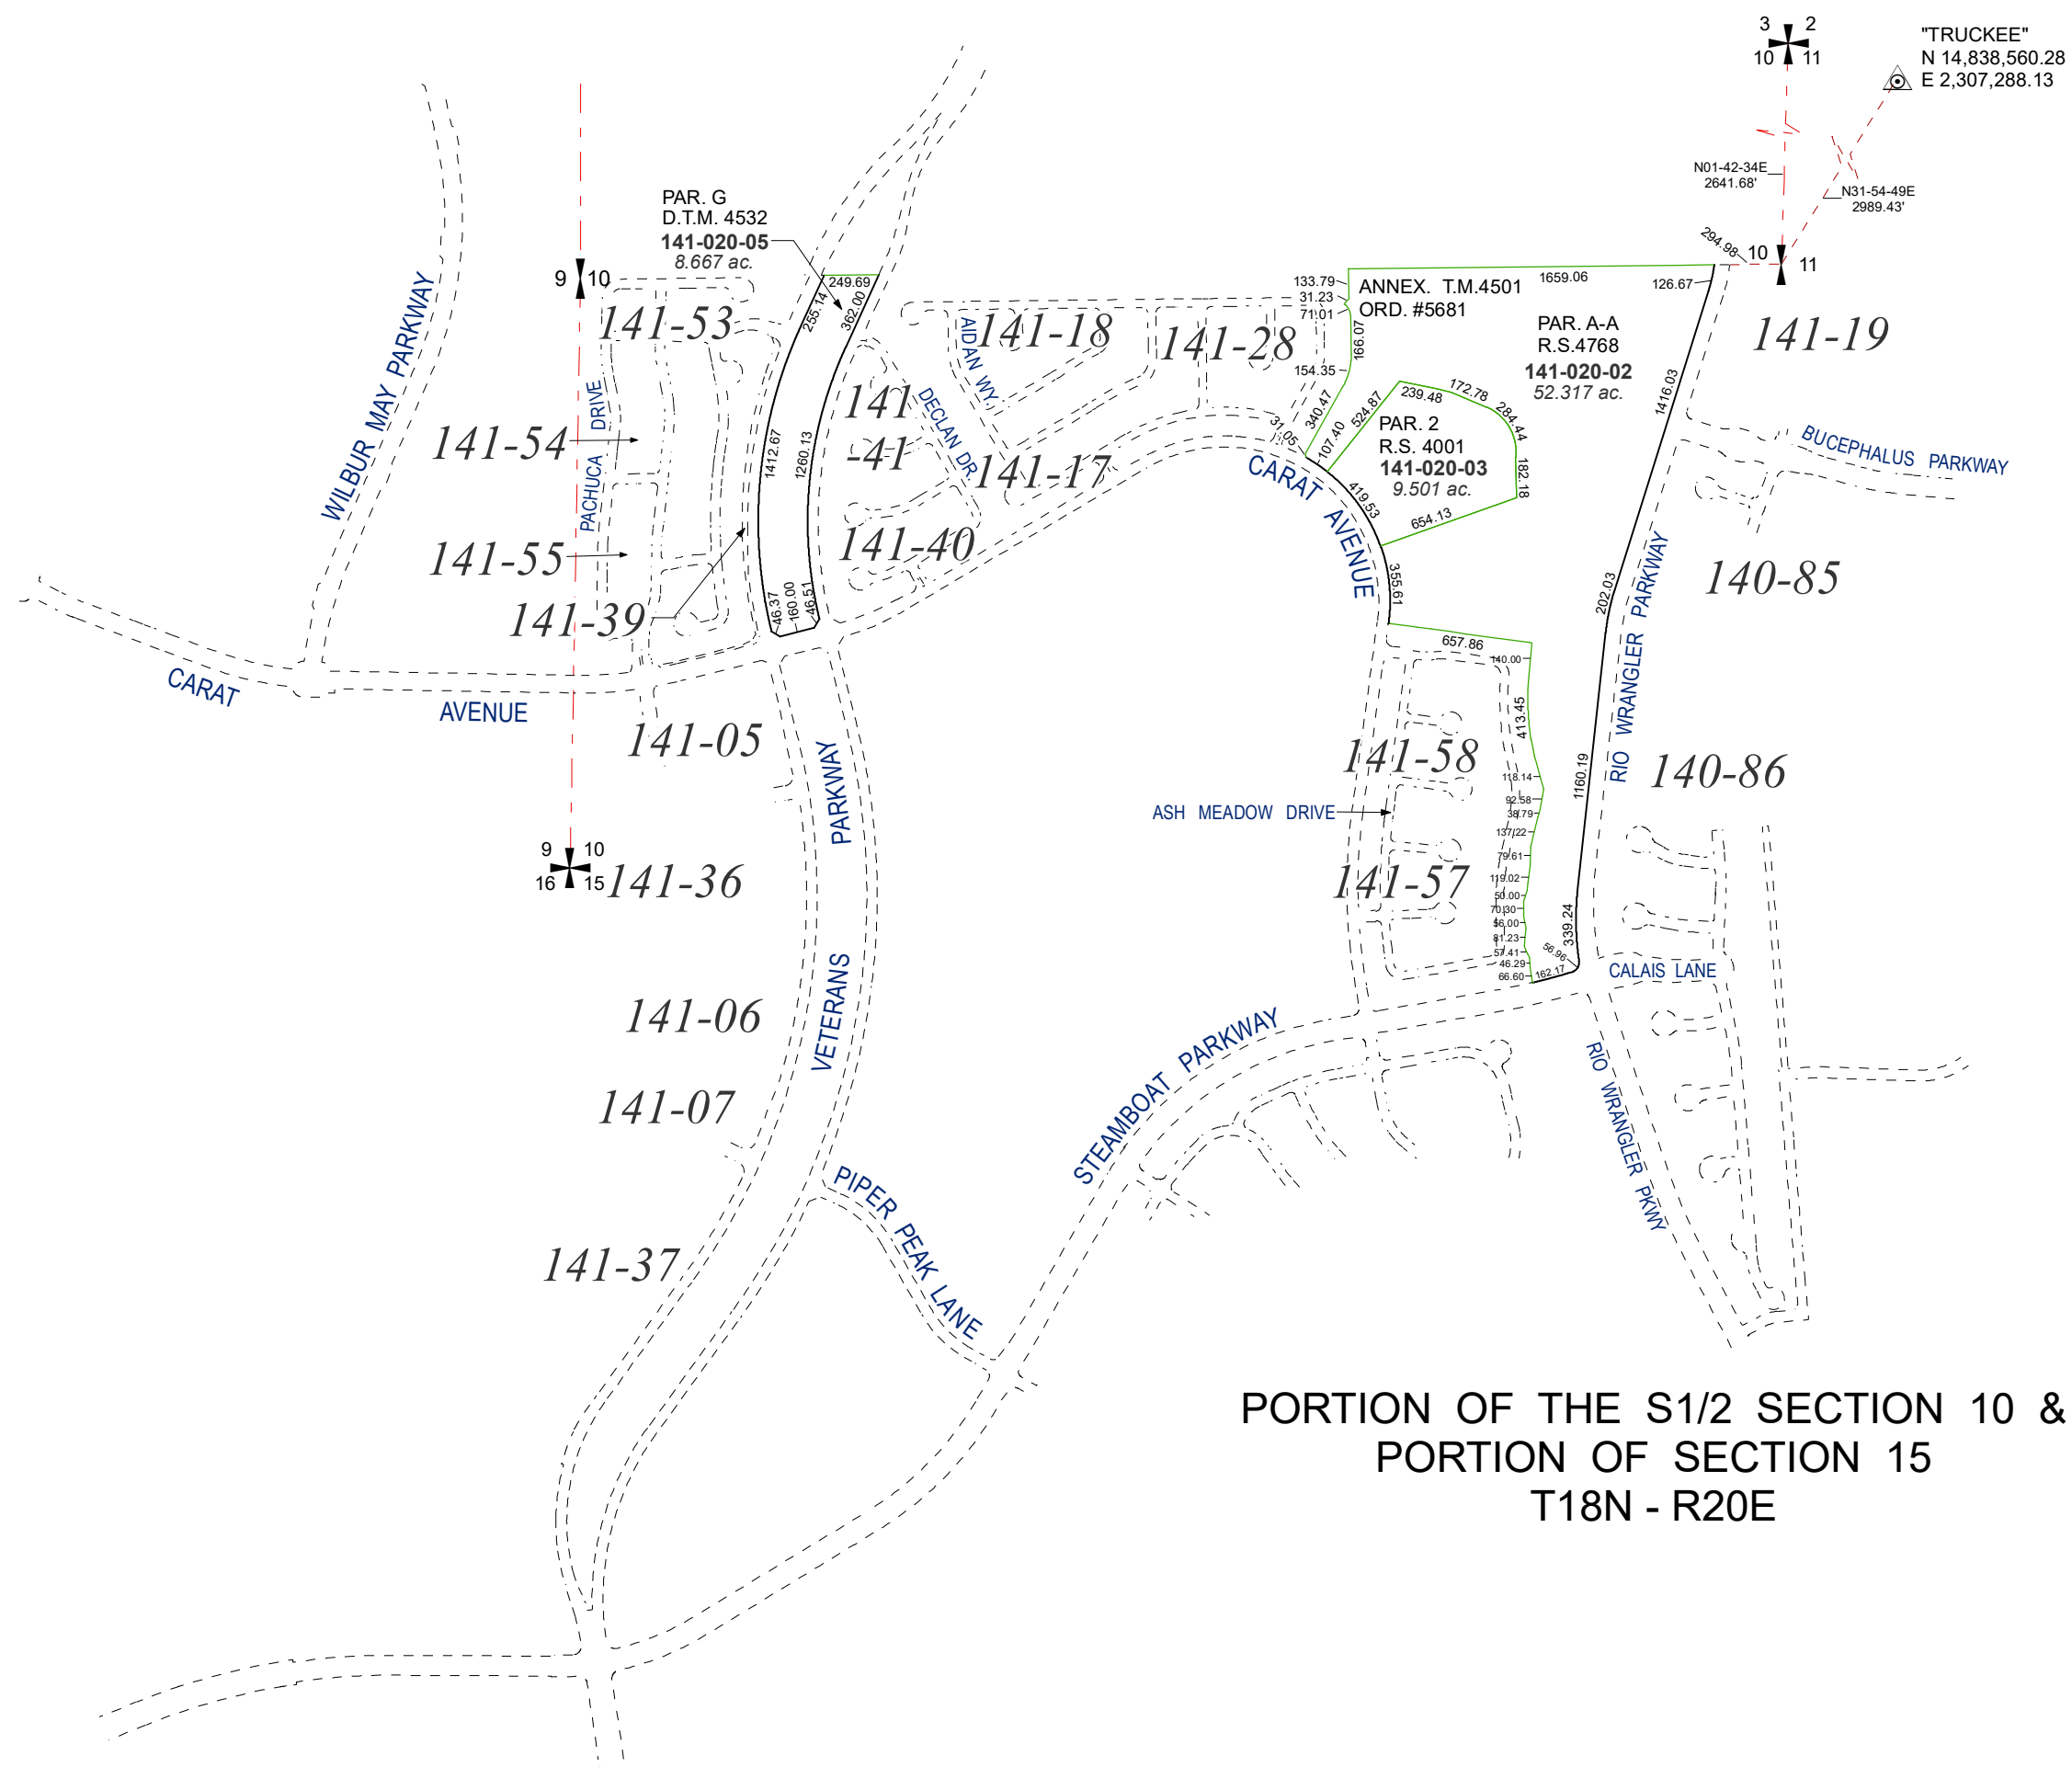 3 2
10 11
"TRUCKEE"
N 14,838,560.28
E 2,307,288.13
N01-42-34E
2641.68'
N31-54-49E
2989.43'
294.98
10
11
PAR. G
D.T.M. 4532
141-020-05
8.667 ac.
9 10
249.69
255.14
362.00
1412.67
1260.13
46.37
160.00
46.51
141-53
141-54
141-55
141-39
WILBUR MAY PARKWAY
PACHUCA DRIVE
CARAT
AVENUE
141-18
141-28
AIDAN WY.
DECLAN DR.
141
-41
141-17
141-40
133.79
31.23
71.01
166.07
154.35
340.47
31.05
ANNEX. T.M.4501
ORD. #5681
1659.06
126.67
PAR. A-A
R.S.4768
141-020-02
52.317 ac.
141-19
1416.03
524.87
107.40
239.48
172.78
284.44
182.18
PAR. 2
R.S. 4001
141-020-03
9.501 ac.
654.13
419.53
355.61
CARAT AVENUE
BUCEPHALUS PARKWAY
140-85
202.03
RIO WRANGLER PARKWAY
657.86
140.00
413.45
118.14
92.58
38.79
137.22
79.61
119.02
50.00
70.30
56.00
81.23
57.41
46.29
66.60
162.17
56.96
339.24
1160.19
140-86
141-58
ASH MEADOW DRIVE
141-57
CALAIS LANE
141-05
9 10
16 15
141-36
141-06
141-07
141-37
VETERANS PARKWAY
PIPER PEAK LANE
STEAMBOAT PARKWAY
RIO WRANGLER PKWY
PORTION OF THE S1/2 SECTION 10 &
PORTION OF SECTION 15
T18N - R20E